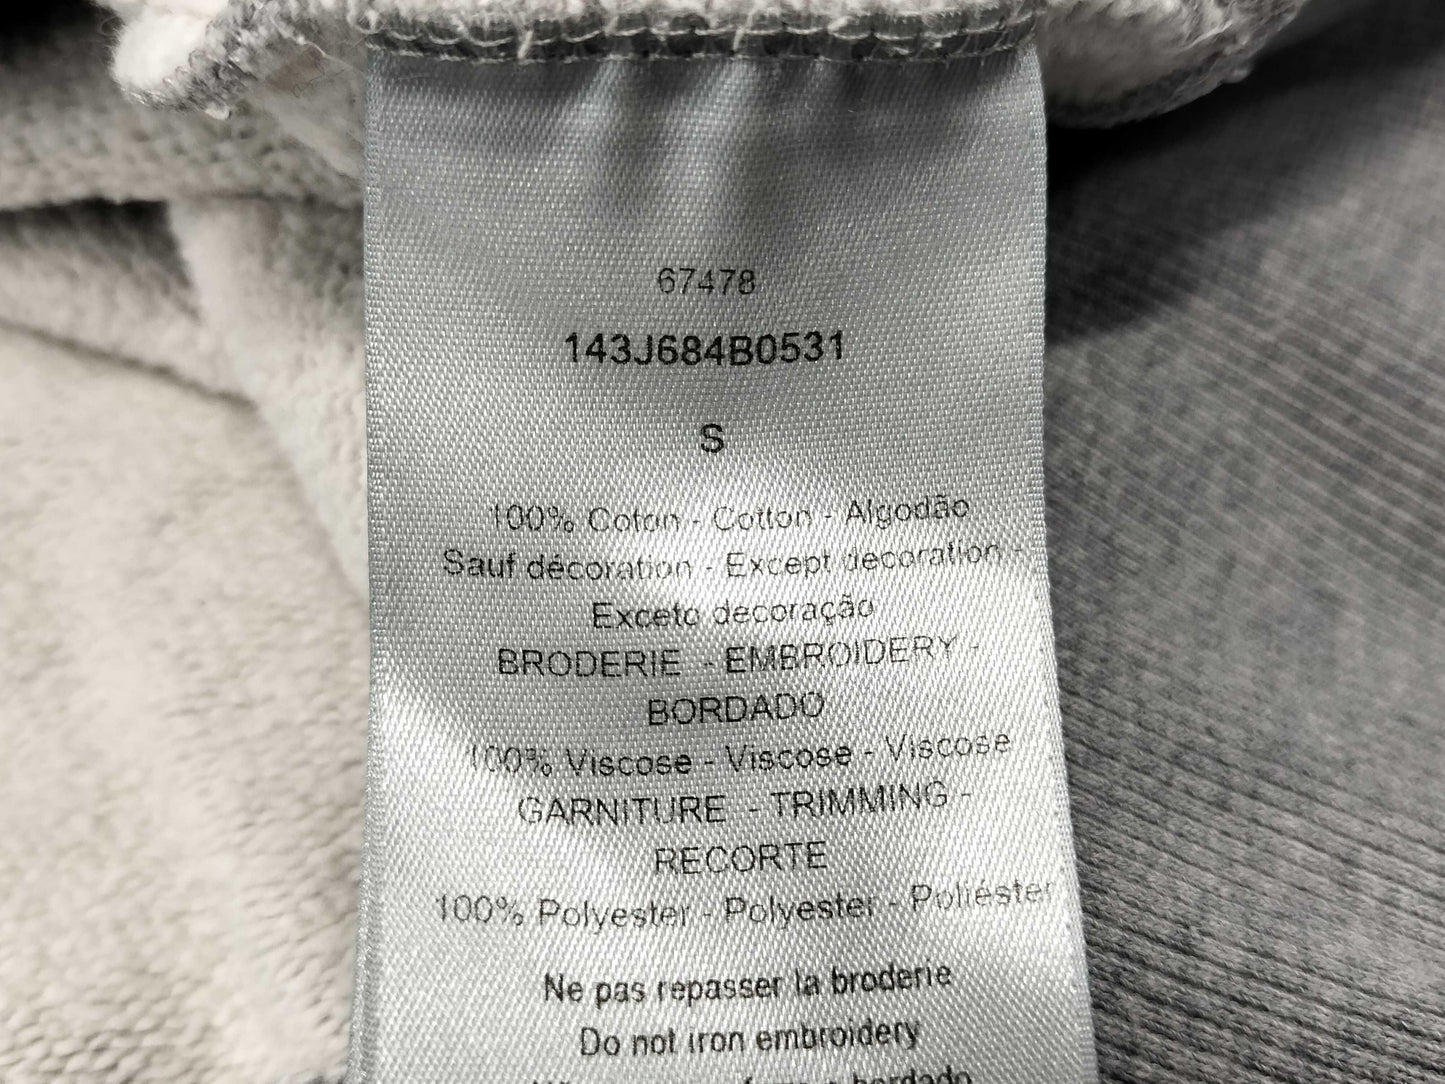 67478
143J684B0531
S
100% Coton - Cotton - Algodão
Sauf décoration - Except decoration -
Exceto decoração
BRODERIE - EMBROIDERY -
BORDADO
100% Viscose - Viscose - Viscose
GARNITURE - TRIMMING -
RECORTE
100% Polyester - Polyester - Poliéster
Ne pas repasser la broderie
Do not iron embroidery
bordado